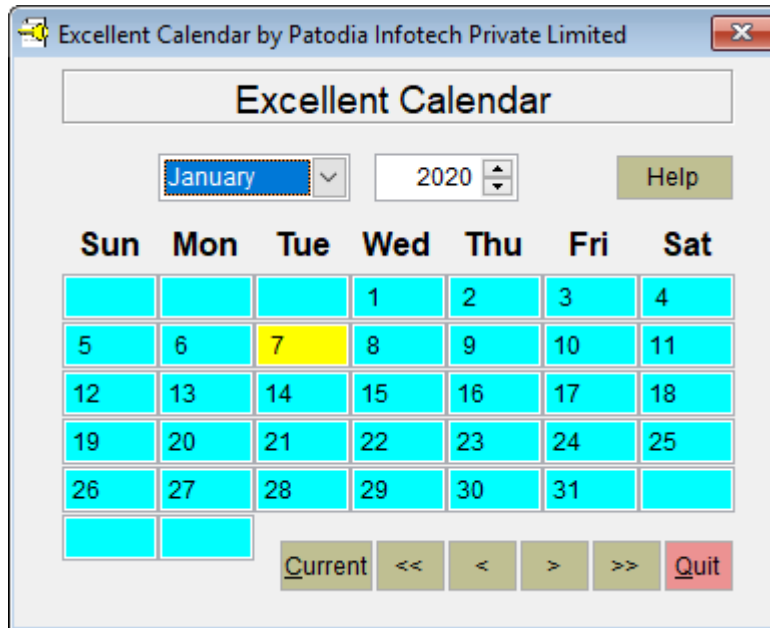 Excellent Calendar by Patodia Infotech Private Limited
Excellent Calendar
January 2020 Help
Sun Mon Tue Wed Thu Fri Sat
1 2 3 4
5 6 7 8 9 10 11
12 13 14 15 16 17 18
19 20 21 22 23 24 25
26 27 28 29 30 31
Current << < > >> Quit